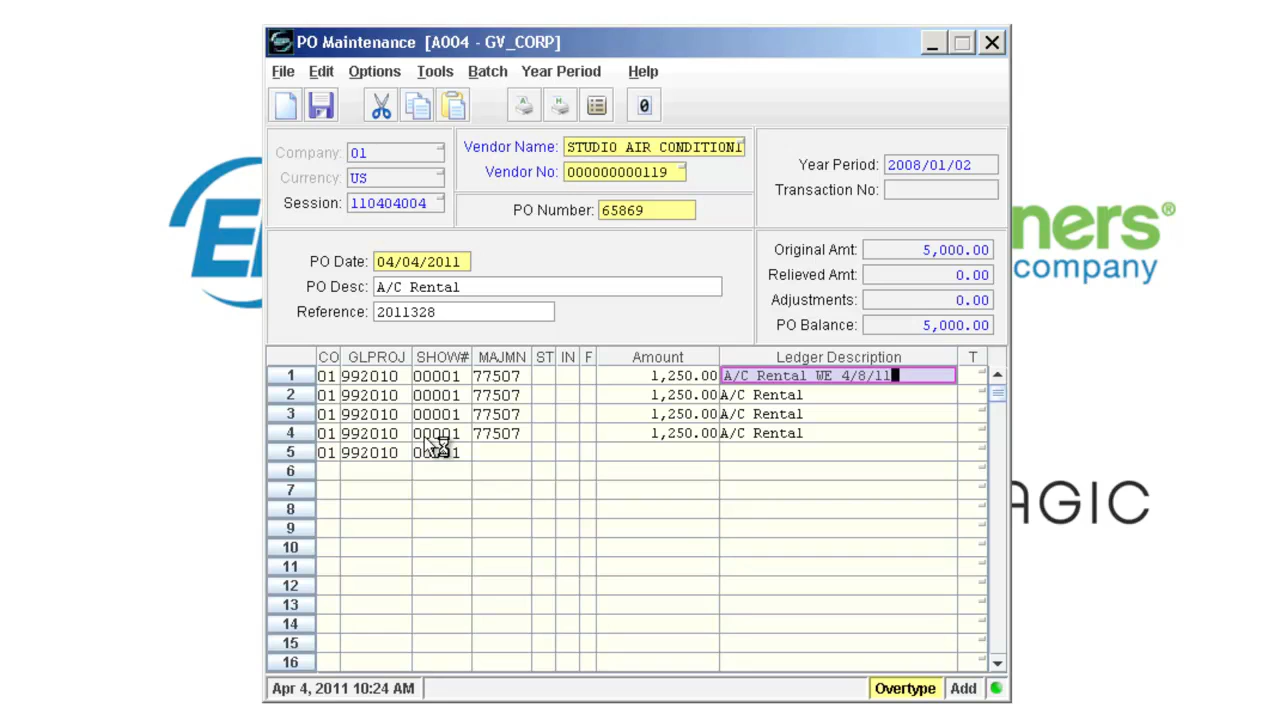 PO Maintenance [A004 - GV_CORP]
File Edit Options Tools Batch Year Period Help
Company: 01
Currency: US
Session: 110404004
Vendor Name: STUDIO AIR CONDITIONI
Vendor No: 000000000119
PO Number: 65869
Year Period: 2008/01/02
Transaction No:
PO Date: 04/04/2011
PO Desc: A/C Rental
Reference: 2011328
Original Amt: 5,000.00
Relieved Amt: 0.00
Adjustments: 0.00
PO Balance: 5,000.00
CO GLPROJ SHOW# MAJMN ST IN F Amount Ledger Description T
1 01 992010 00001 77507 1,250.00 A/C Rental WE 4/8/11
2 01 992010 00001 77507 1,250.00 A/C Rental
3 01 992010 00001 77507 1,250.00 A/C Rental
4 01 992010 00001 77507 1,250.00 A/C Rental
5 01 992010 00001
6
7
8
9
10
11
12
13
14
15
16
Apr 4, 2011 10:24 AM Overtype Add
ners®
company
AGIC